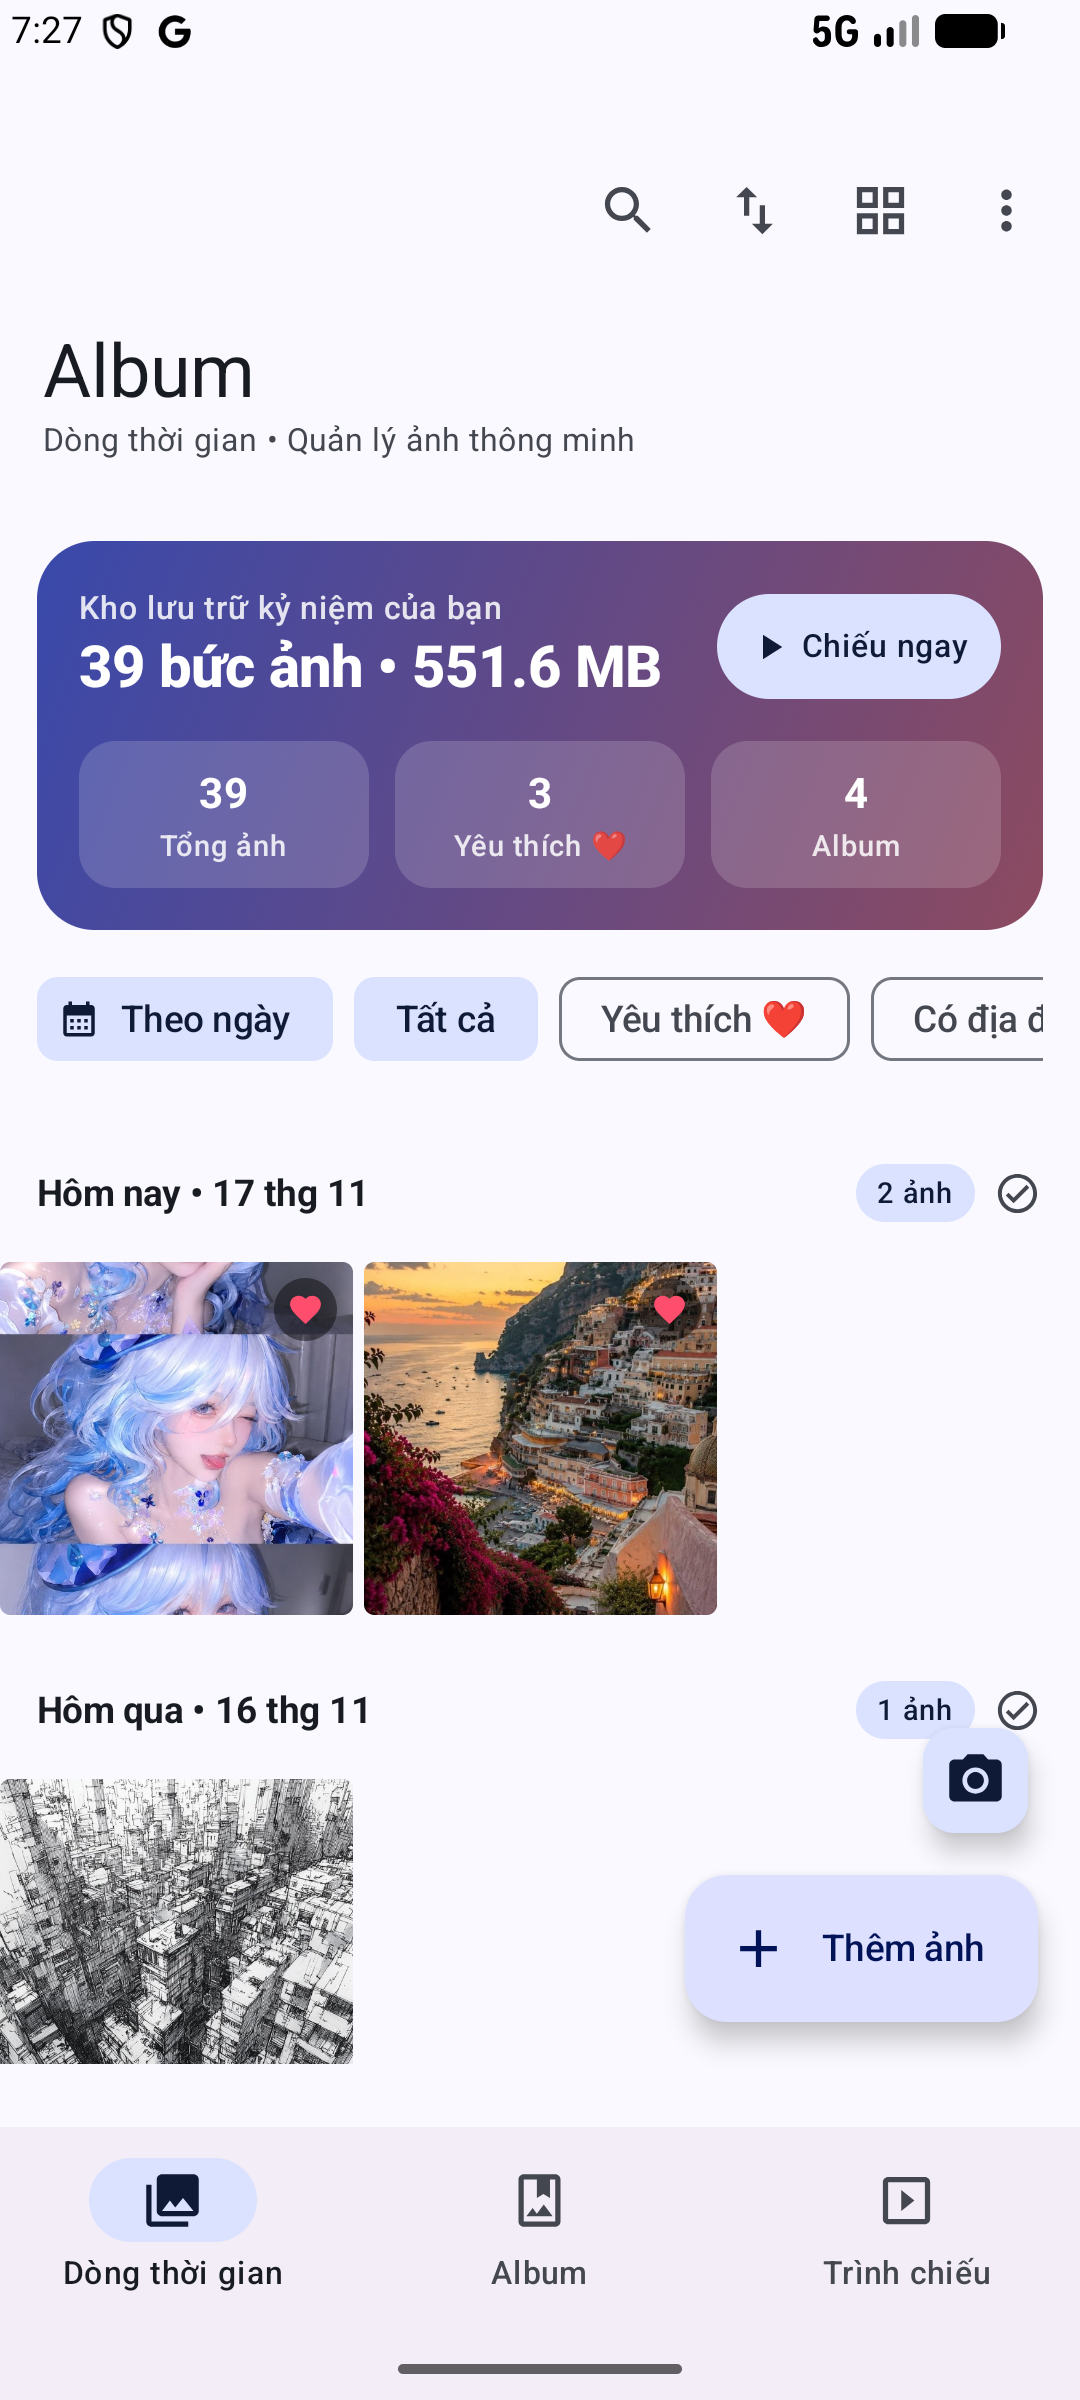 7:27
5G
Album
Dòng thời gian • Quản lý ảnh thông minh
Kho lưu trữ kỷ niệm của bạn
39 bức ảnh • 551.6 MB
Chiếu ngay
39
Tổng ảnh
3
Yêu thích ❤️
4
Album
Theo ngày
Tất cả
Yêu thích ❤️
Có địa
Hôm nay • 17 thg 11
2 ảnh
Hôm qua • 16 thg 11
1 ảnh
Thêm ảnh
Dòng thời gian
Album
Trình chiếu